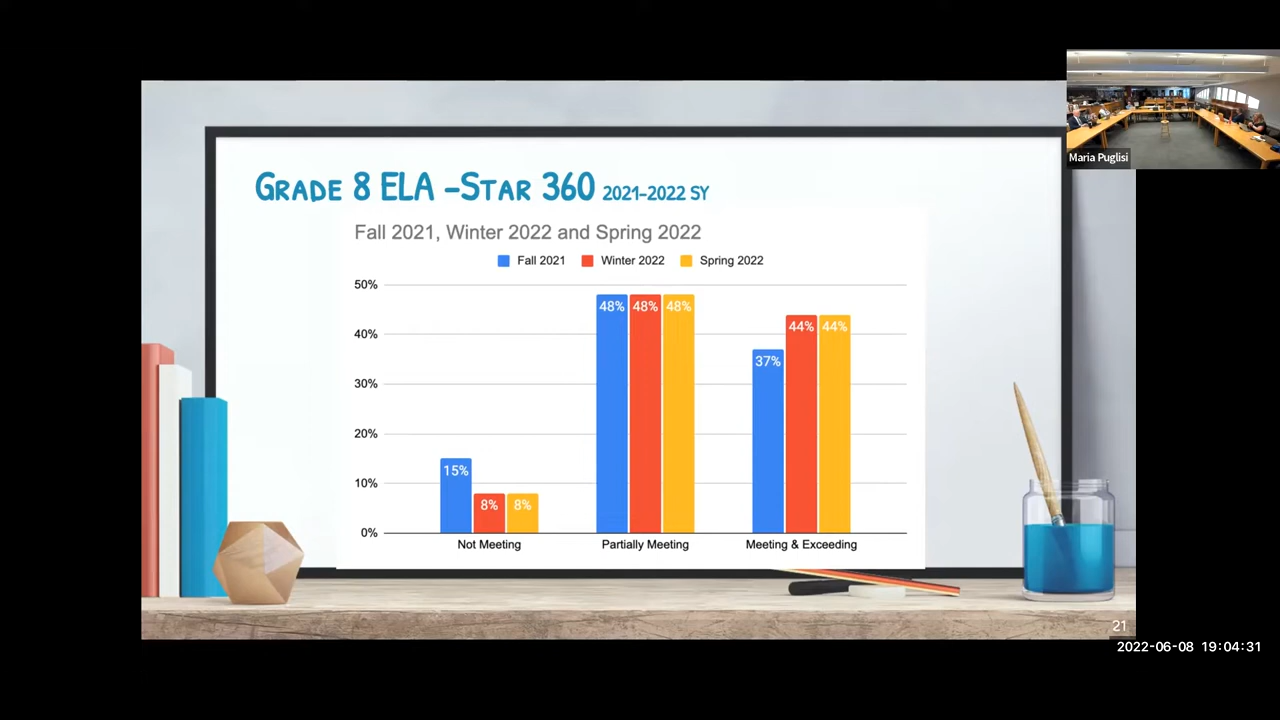 Maria Puglisi
GRADE 8 ELA -STAR 360 2021-2022 SY
Fall 2021, Winter 2022 and Spring 2022
Fall 2021 Winter 2022 Spring 2022
50%
40%
30%
20%
10%
0%
15% 8% 8%
48% 48% 48%
37% 44% 44%
Not Meeting Partially Meeting Meeting & Exceeding
21
2022-06-08 19:04:31